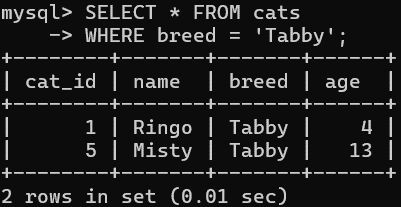 mysql> SELECT * FROM cats
    -> WHERE breed = 'Tabby';
+--------+-------+-------+------+
| cat_id | name  | breed | age  |
+--------+-------+-------+------+
|      1 | Ringo | Tabby |    4 |
|      5 | Misty | Tabby |   13 |
+--------+-------+-------+------+
2 rows in set (0.01 sec)